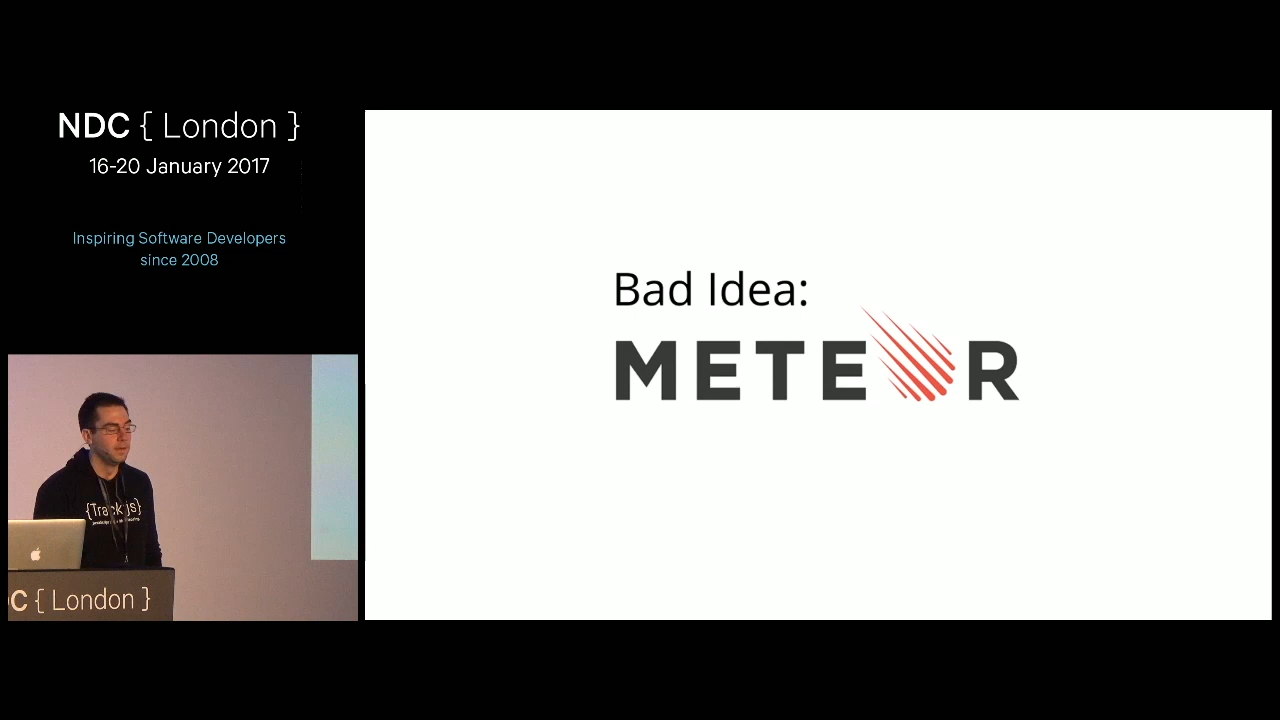 NDC { London }
16-20 January 2017
Inspiring Software Developers
since 2008
Bad Idea:
METEOR
{Track:js}
C { London }